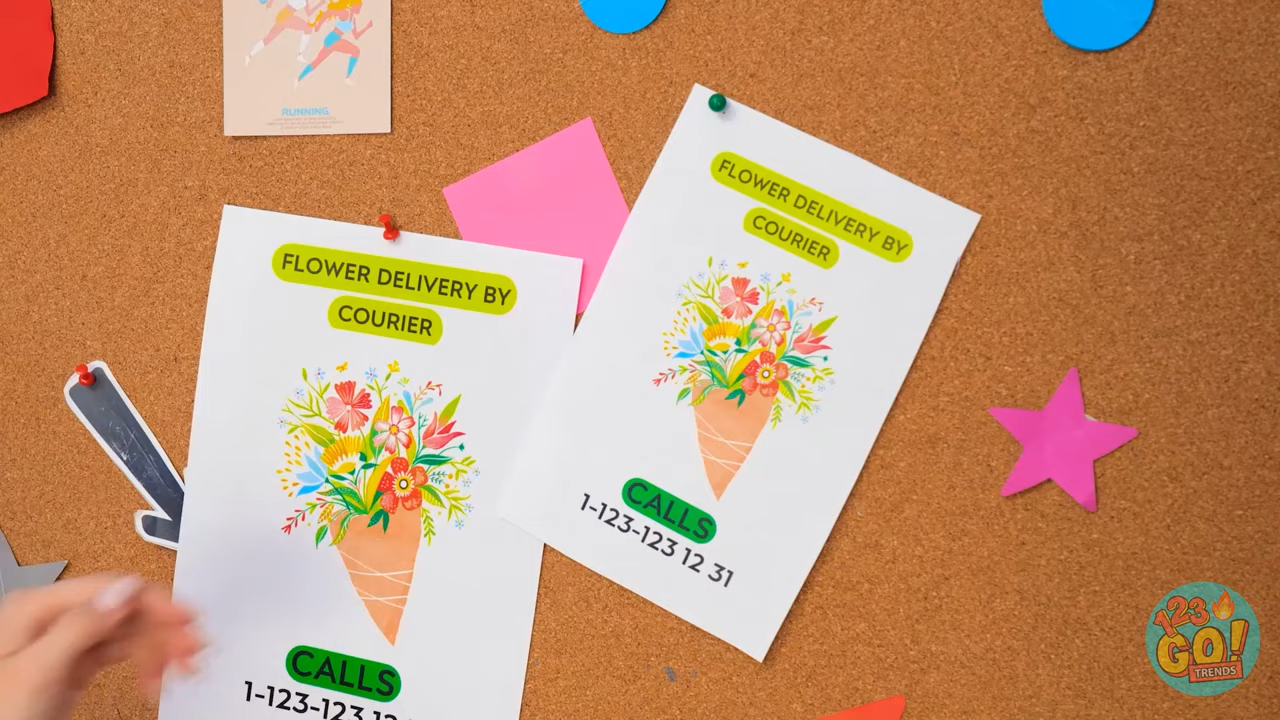 RUNNING
FLOWER DELIVERY BY
COURIER
CALLS
1-123-123 12
FLOWER DELIVERY BY
COURIER
CALLS
1-123-123 12 31
123
GO!
TRENDS